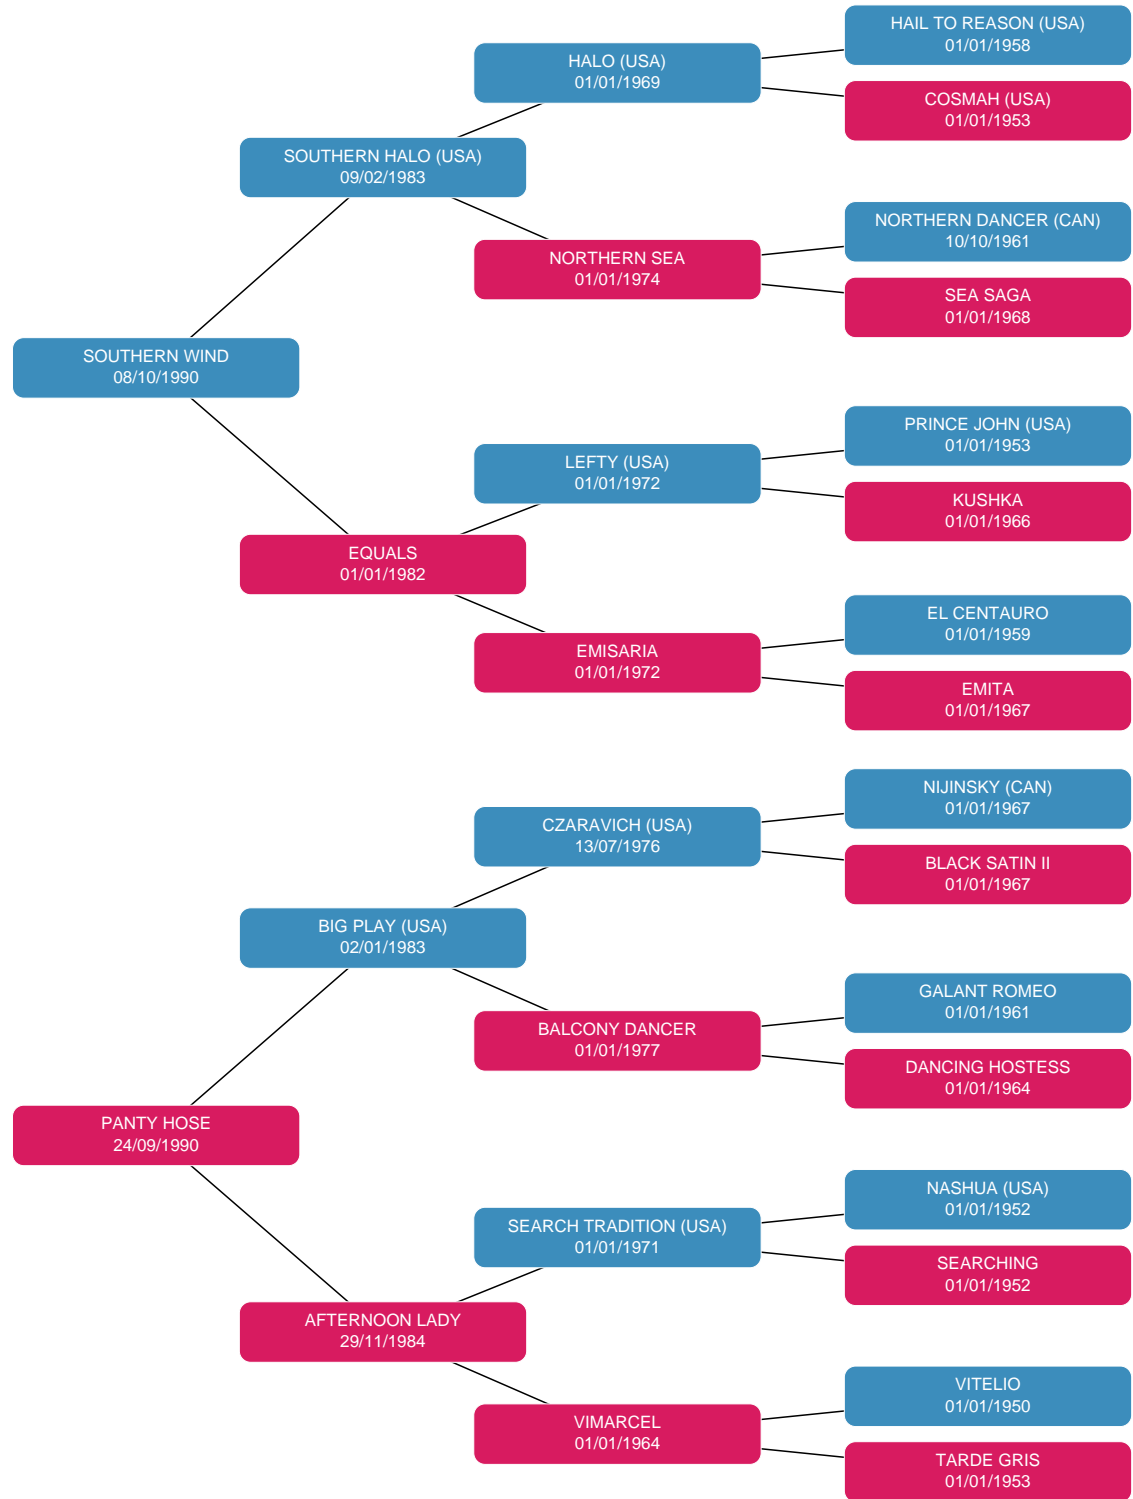 HAIL TO REASON (USA)
01/01/1958
HALO (USA)
01/01/1969
COSMAH (USA)
01/01/1953
SOUTHERN HALO (USA)
09/02/1983
NORTHERN DANCER (CAN)
10/10/1961
NORTHERN SEA
01/01/1974
SEA SAGA
01/01/1968
SOUTHERN WIND
08/10/1990
PRINCE JOHN (USA)
01/01/1953
LEFTY (USA)
01/01/1972
KUSHKA
01/01/1966
EQUALS
01/01/1982
EL CENTAURO
01/01/1959
EMISARIA
01/01/1972
EMITA
01/01/1967
NIJINSKY (CAN)
01/01/1967
CZARAVICH (USA)
13/07/1976
BLACK SATIN II
01/01/1967
BIG PLAY (USA)
02/01/1983
GALANT ROMEO
01/01/1961
BALCONY DANCER
01/01/1977
DANCING HOSTESS
01/01/1964
PANTY HOSE
24/09/1990
NASHUA (USA)
01/01/1952
SEARCH TRADITION (USA)
01/01/1971
SEARCHING
01/01/1952
AFTERNOON LADY
29/11/1984
VITELIO
01/01/1950
VIMARCEL
01/01/1964
TARDE GRIS
01/01/1953